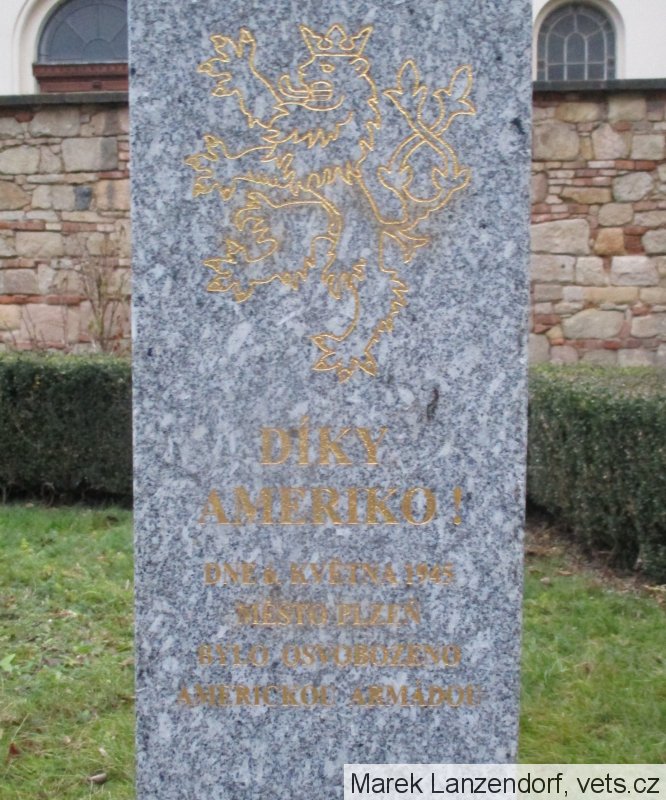 DÍKY
AMERIKO !
DNE 6. KVĚTNA 1945
MĚSTO PLZEŇ
BYLO OSVOBOZENO
AMERICKOU ARMÁDOU
Marek Lanzendorf, vets.cz